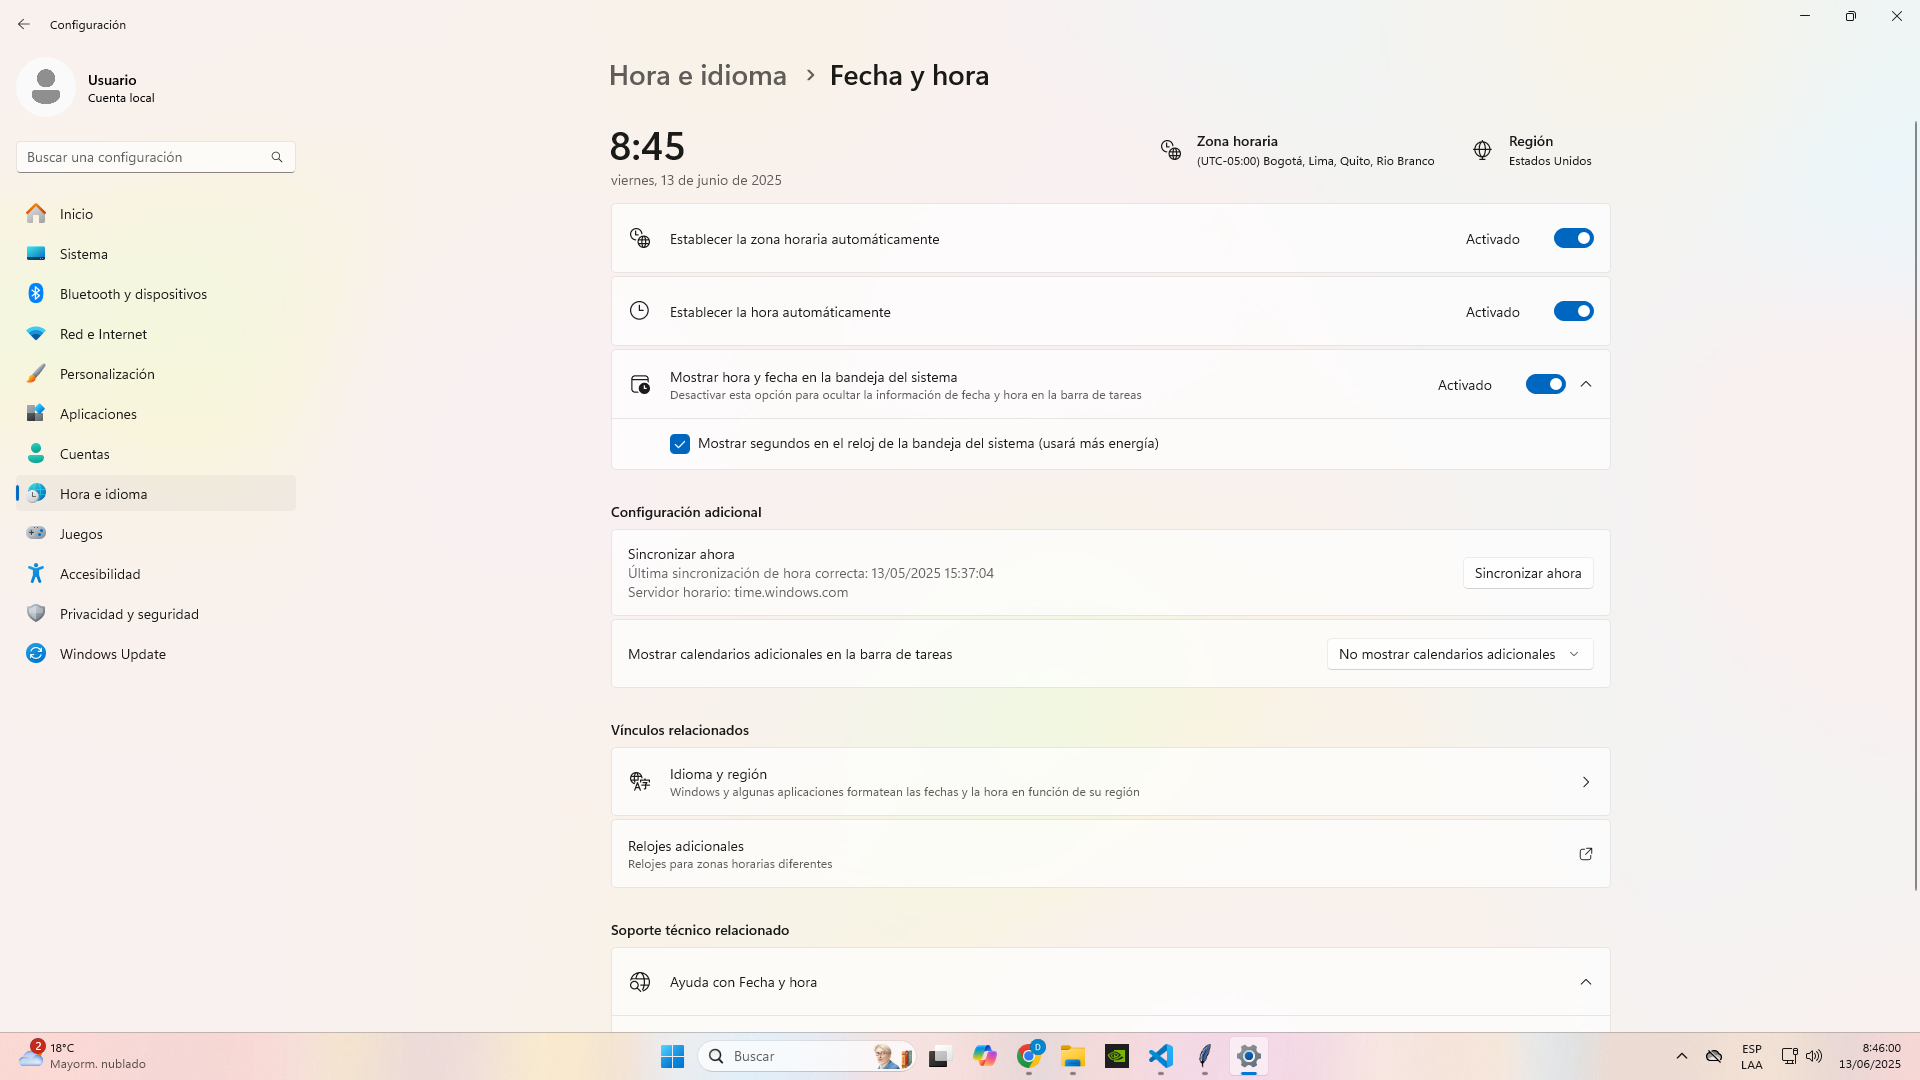 Configuración
Usuario
Cuenta local
Buscar una configuración
Inicio
Sistema
Bluetooth y dispositivos
Red e Internet
Personalización
Aplicaciones
Cuentas
Hora e idioma
Juegos
Accesibilidad
Privacidad y seguridad
Windows Update
Hora e idioma > Fecha y hora
8:45
viernes, 13 de junio de 2025
Zona horaria
(UTC-05:00) Bogotá, Lima, Quito, Rio Branco
Región
Estados Unidos
Establecer la zona horaria automáticamente Activado
Establecer la hora automáticamente Activado
Mostrar hora y fecha en la bandeja del sistema Activado
Desactivar esta opción para ocultar la información de fecha y hora en la barra de tareas
Mostrar segundos en el reloj de la bandeja del sistema (usará más energía)
Configuración adicional
Sincronizar ahora
Última sincronización de hora correcta: 13/05/2025 15:37:04
Servidor horario: time.windows.com
Sincronizar ahora
Mostrar calendarios adicionales en la barra de tareas No mostrar calendarios adicionales
Vínculos relacionados
Idioma y región
Windows y algunas aplicaciones formatean las fechas y la hora en función de su región
Relojes adicionales
Relojes para zonas horarias diferentes
Soporte técnico relacionado
Ayuda con Fecha y hora
2
18°C
Mayorm. nublado
Buscar
D
ESP
LAA
8:46:00
13/06/2025